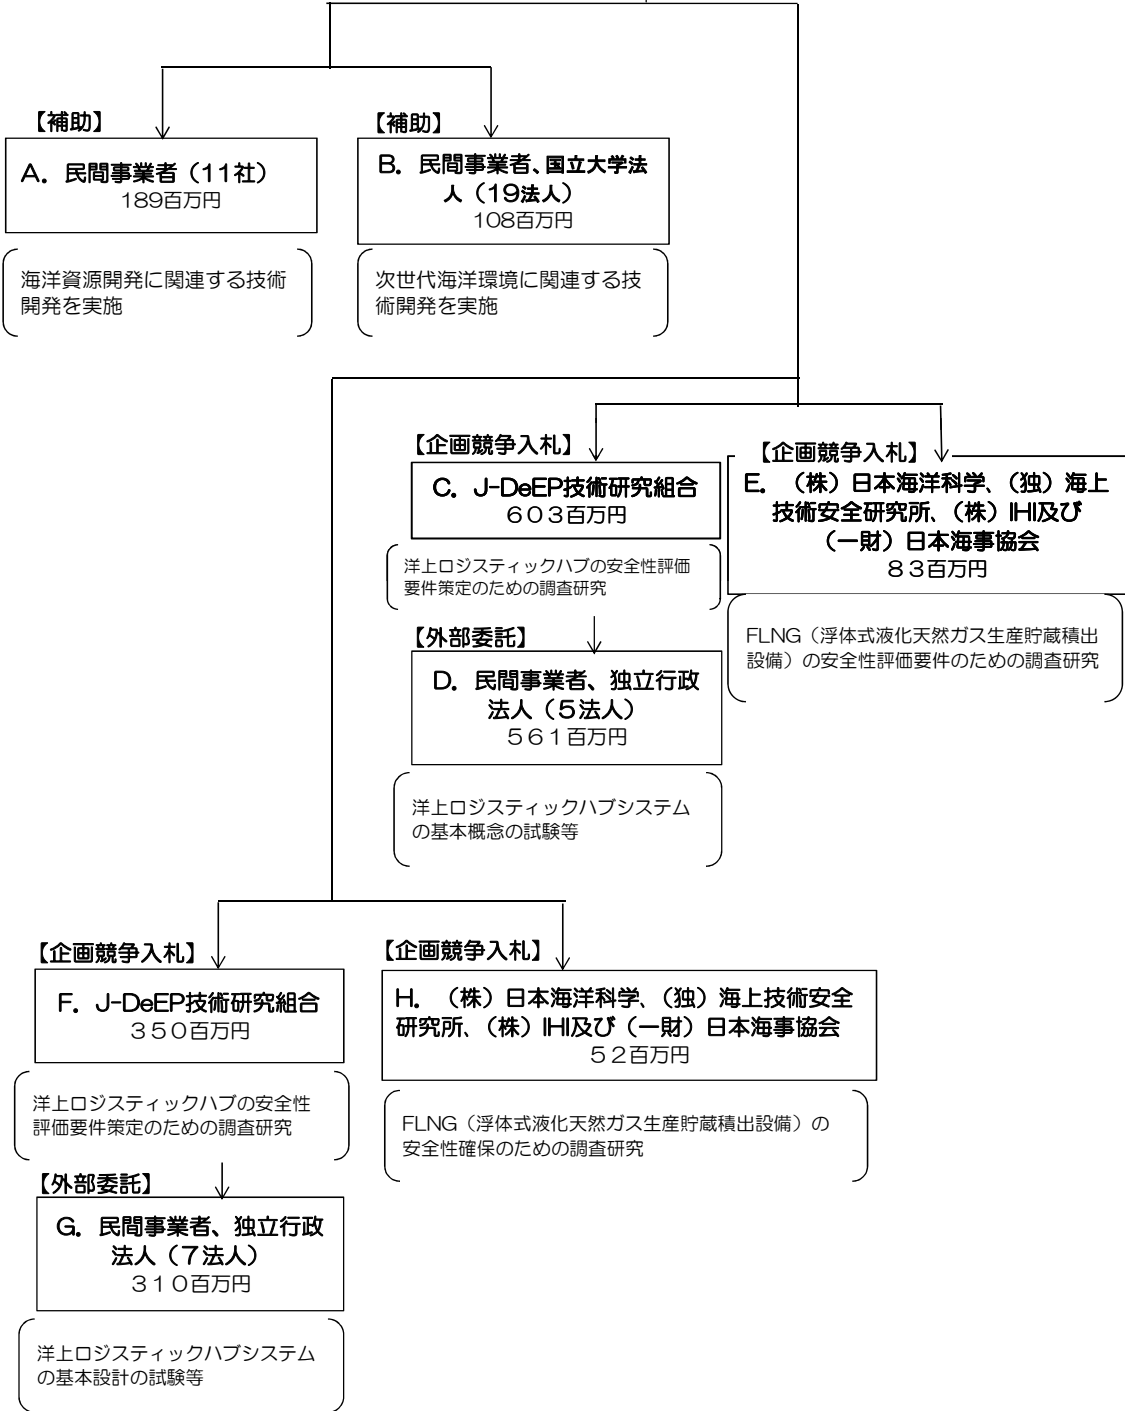 【補助】
A．民間事業者（11社）
189百万円
海洋資源開発に関連する技術
開発を実施
【補助】
B．民間事業者、国立大学法
人（19法人）
108百万円
次世代海洋環境に関連する技
術開発を実施
【企画競争入札】
C．J-DeEP技術研究組合
６０３百万円
洋上ロジスティックハブの安全性評価
要件策定のための調査研究
【外部委託】
D．民間事業者、独立行政
法人（５法人）
５６１百万円
洋上ロジスティックハブシステム
の基本概念の試験等
【企画競争入札】
E．（株）日本海洋科学、（独）海上
技術安全研究所、（株）IHI及び
（一財）日本海事協会
８３百万円
FLNG（浮体式液化天然ガス生産貯蔵積出
設備）の安全性評価要件のための調査研究
【企画競争入札】
F．J-DeEP技術研究組合
３５０百万円
洋上ロジスティックハブの安全性
評価要件策定のための調査研究
【外部委託】
G．民間事業者、独立行政
法人（７法人）
３１０百万円
洋上ロジスティックハブシステム
の基本設計の試験等
【企画競争入札】
H．（株）日本海洋科学、（独）海上技術安全
研究所、（株）IHI及び（一財）日本海事協会
５２百万円
FLNG（浮体式液化天然ガス生産貯蔵積出設備）の
安全性確保のための調査研究